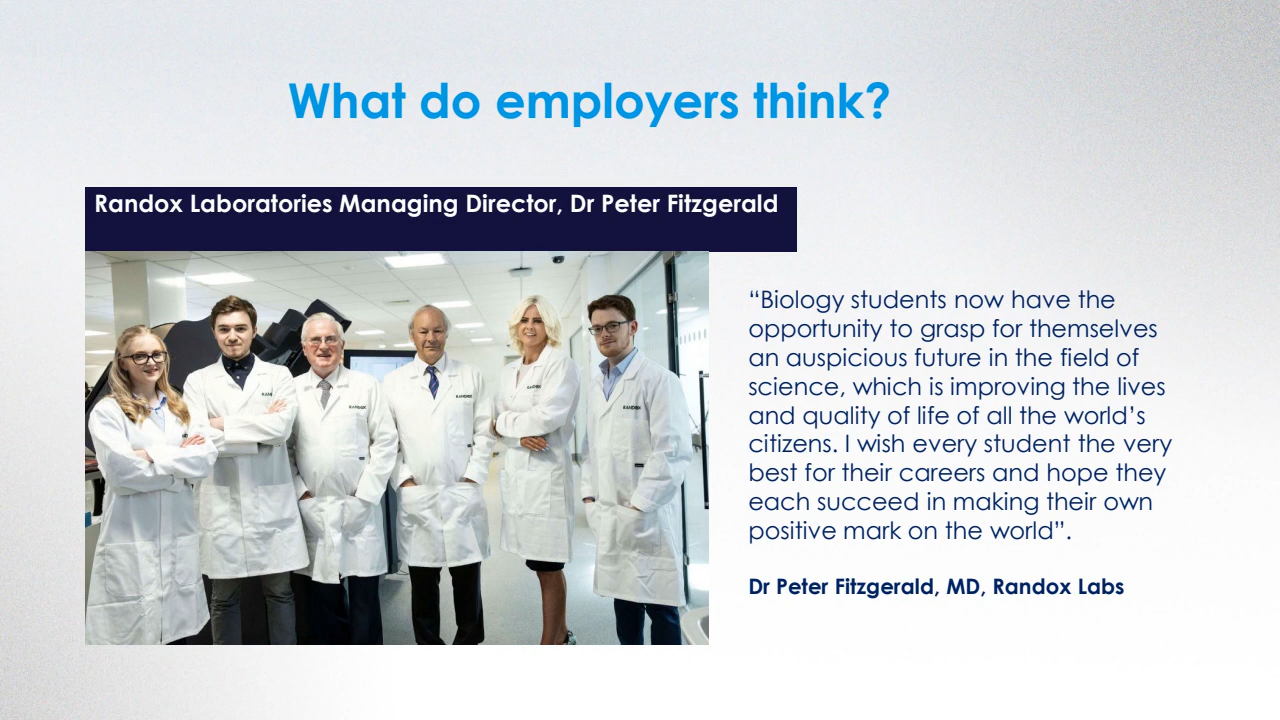 What do employers think?
Randox Laboratories Managing Director, Dr Peter Fitzgerald
“Biology students now have the
opportunity to grasp for themselves
an auspicious future in the field of
science, which is improving the lives
and quality of life of all the world’s
citizens. I wish every student the very
best for their careers and hope they
each succeed in making their own
positive mark on the world”.
Dr Peter Fitzgerald, MD, Randox Labs
RANDOX
RANDOX
RANDOX